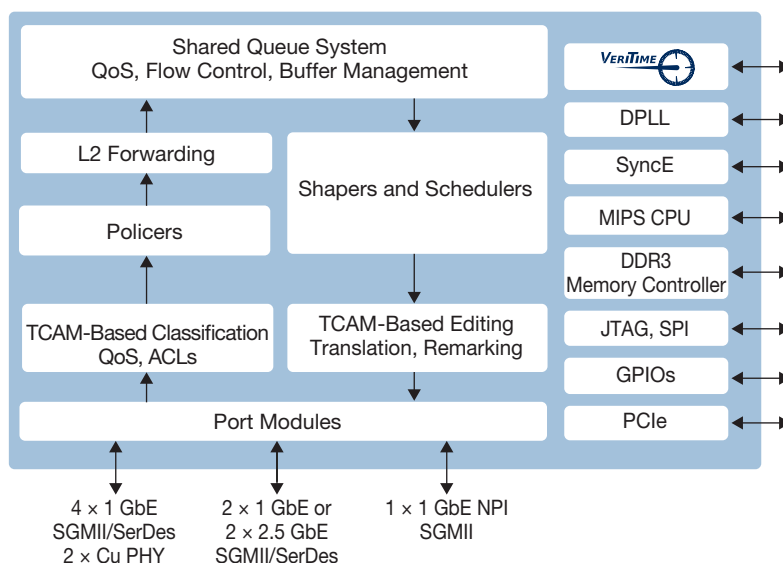 Shared Queue System
QoS, Flow Control, Buffer Management
L2 Forwarding
Policers
TCAM-Based Classification
QoS, ACLs
Shapers and Schedulers
TCAM-Based Editing
Translation, Remarking
Port Modules
VERITIME
DPLL
SyncE
MIPS CPU
DDR3
Memory Controller
JTAG, SPI
GPIOs
PCIe
4 × 1 GbE
SGMII/SerDes
2 × Cu PHY
2 × 1 GbE or
2 × 2.5 GbE
SGMII/SerDes
1 × 1 GbE NPI
SGMII